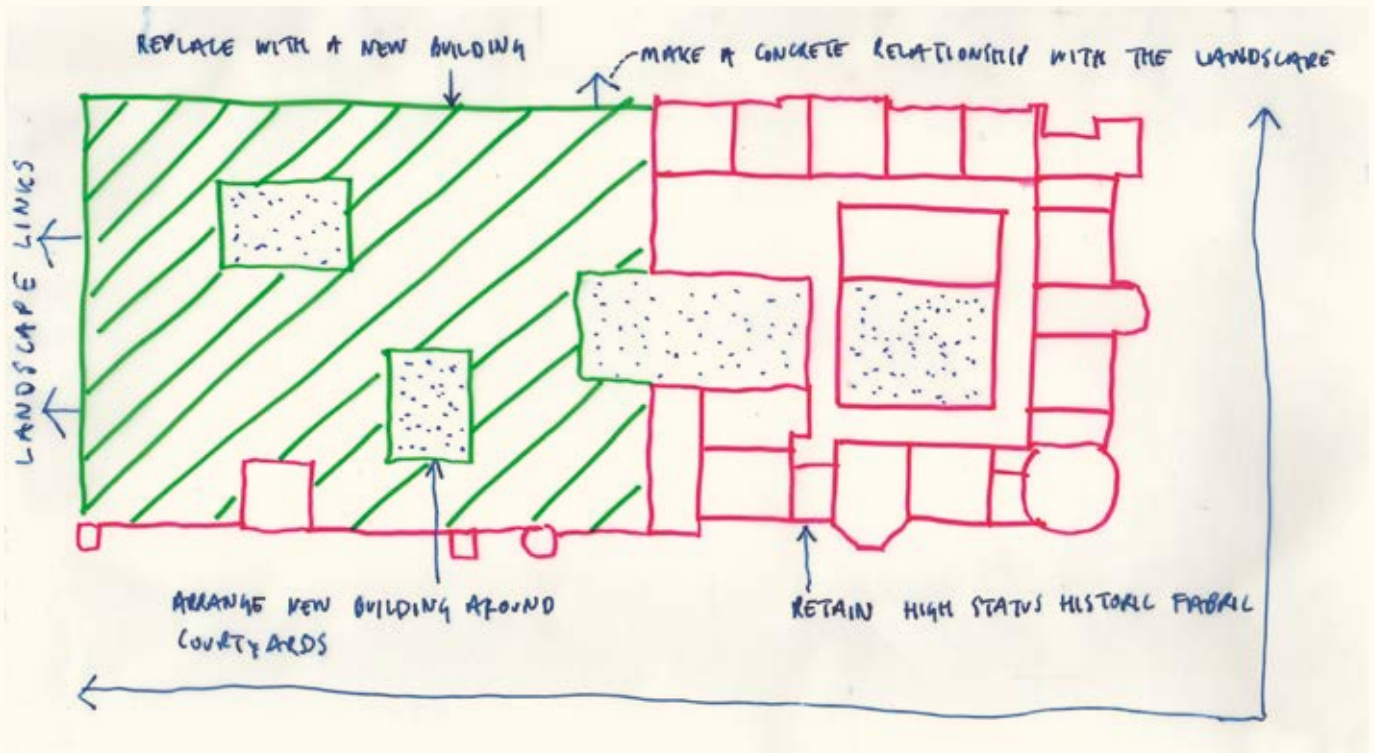 REPLACE WITH A NEW BUILDING
MAKE A CONCRETE RELATIONSHIP WITH THE LANDSCAPE
LANDSCAPE LINKS
ARRANGE NEW BUILDING AROUND
COURTYARDS
RETAIN HIGH STATUS HISTORIC FABRIC